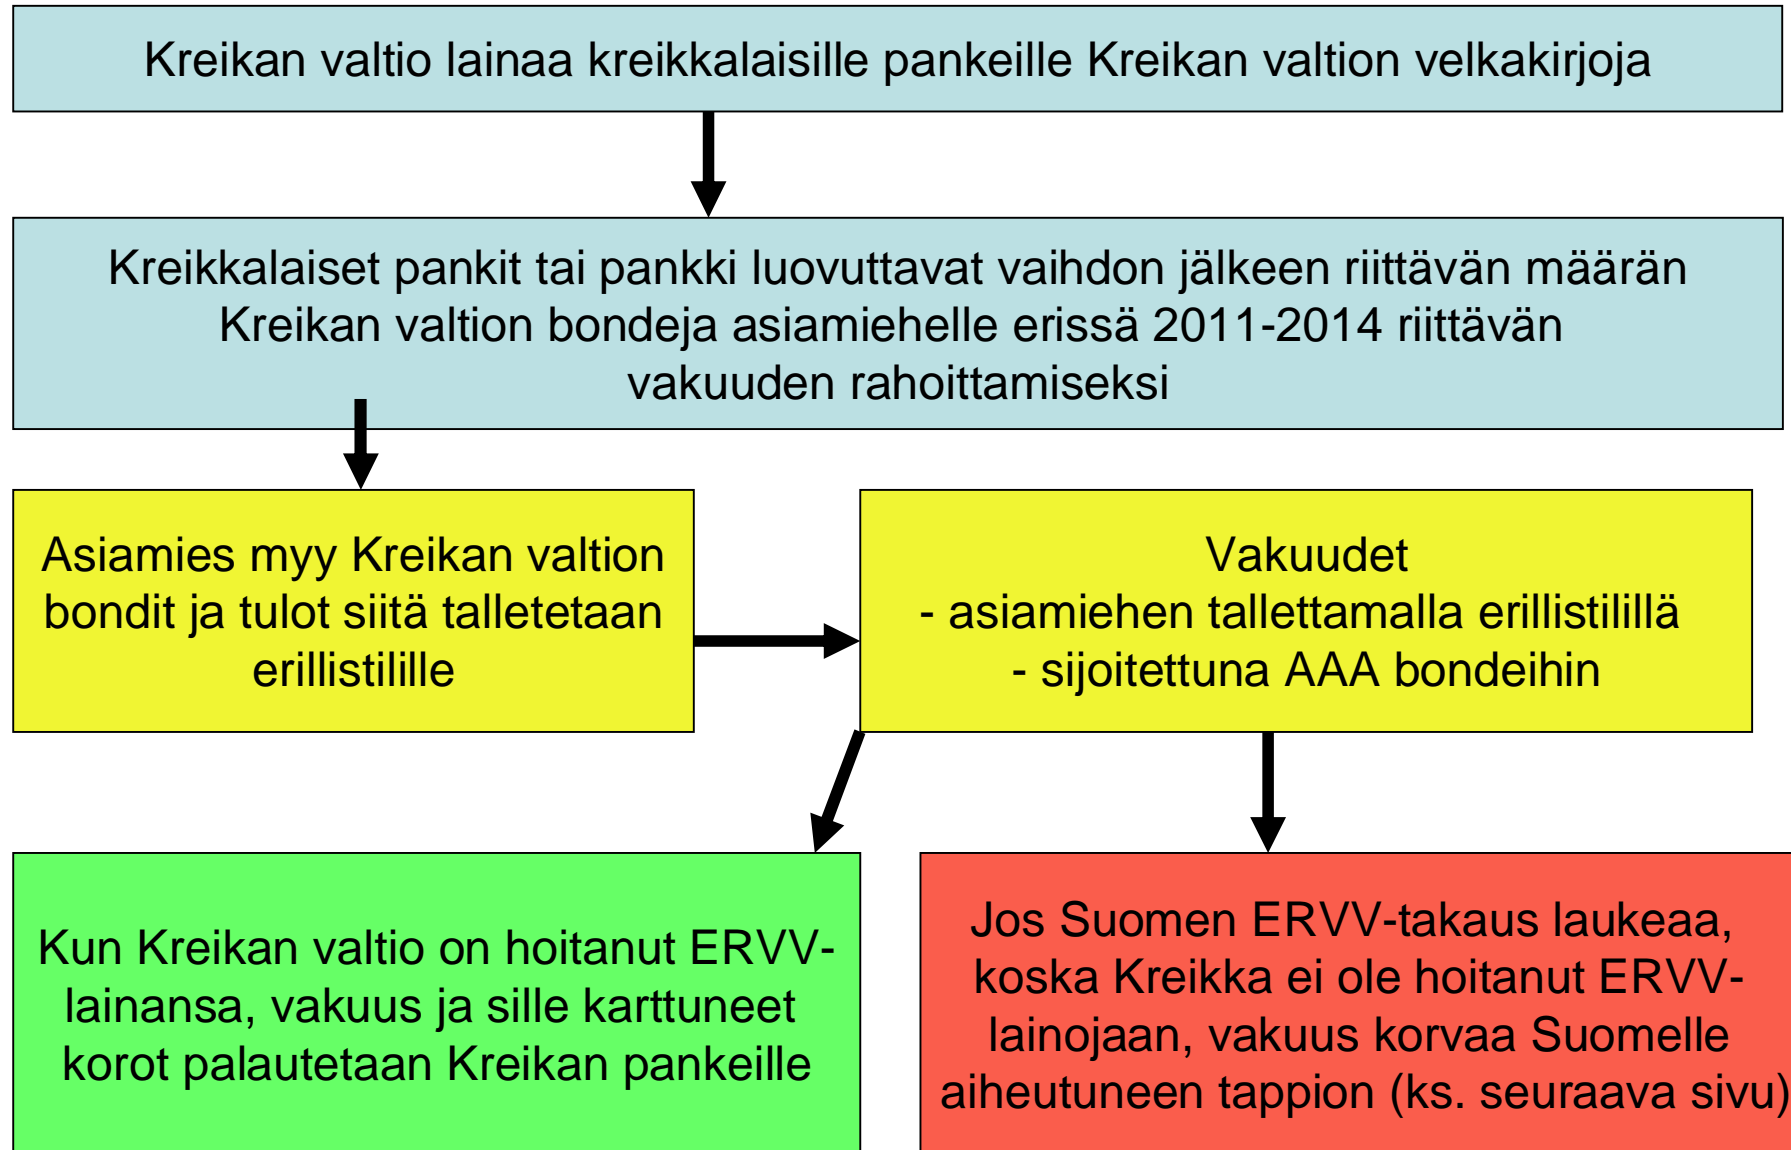 Kreikan valtio lainaa kreikkalaisille pankeille Kreikan valtion velkakirjoja
Kreikkalaiset pankit tai pankki luovuttavat vaihdon jälkeen riittävän määrän
Kreikan valtion bondeja asiamiehelle erissä 2011-2014 riittävän
vakuuden rahoittamiseksi
Asiamies myy Kreikan valtion
bondit ja tulot siitä talletetaan
erillistilille
Vakuudet
- asiamiehen tallettamalla erillistilillä
- sijoitettuna AAA bondeihin
Kun Kreikan valtio on hoitanut ERVV-
lainansa, vakuus ja sille karttuneet
korot palautetaan Kreikan pankeille
Jos Suomen ERVV-takaus laukeaa,
koska Kreikka ei ole hoitanut ERVV-
lainojaan, vakuus korvaa Suomelle
aiheutuneen tappion (ks. seuraava sivu)